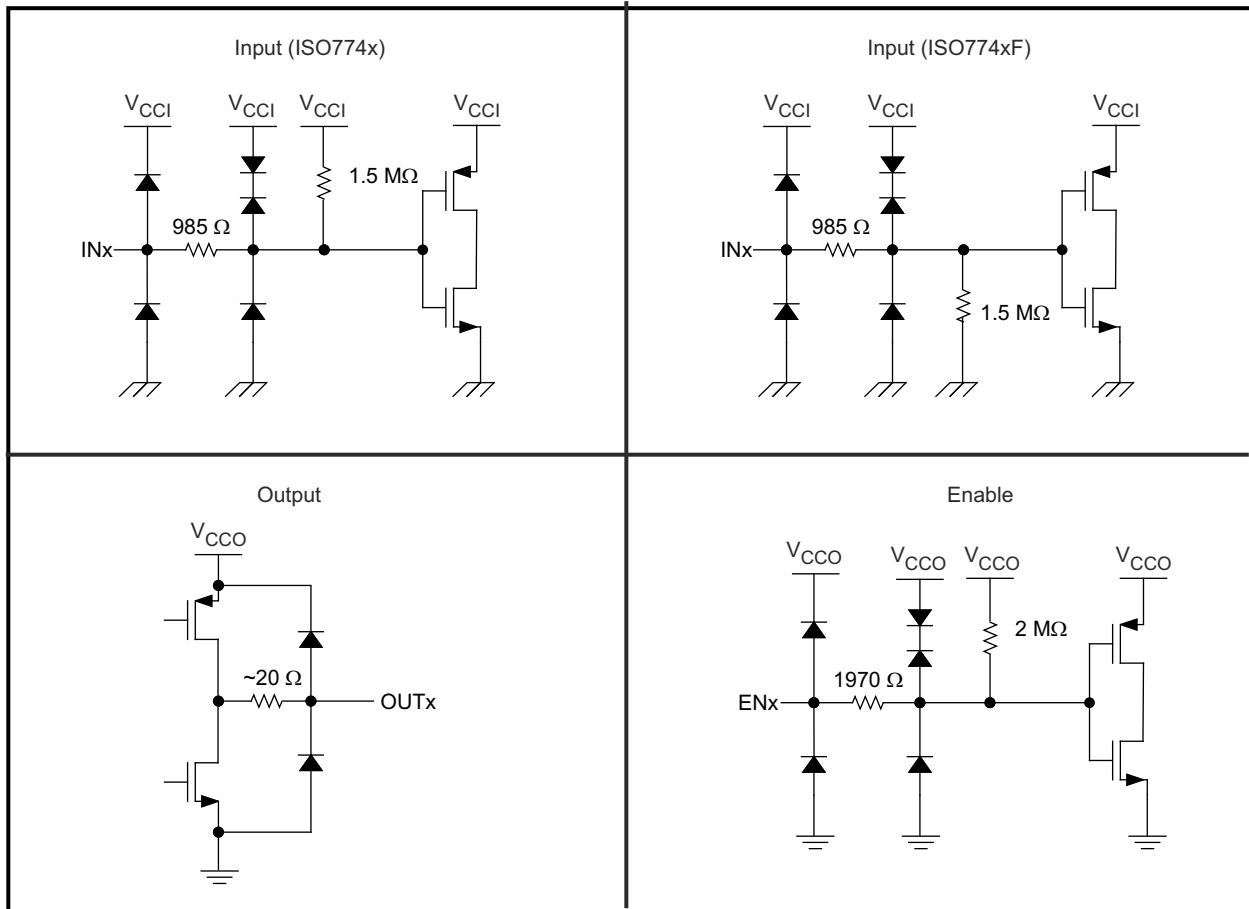 Input (ISO774x)
VCCI VCCI VCCI VCCI
1.5 MΩ
985 Ω
INx
Input (ISO774xF)
VCCI VCCI VCCI
985 Ω
INx
1.5 MΩ
Output
VCCO
~20 Ω
OUTx
Enable
VCCO VCCO VCCO VCCO
2 MΩ
1970 Ω
ENx